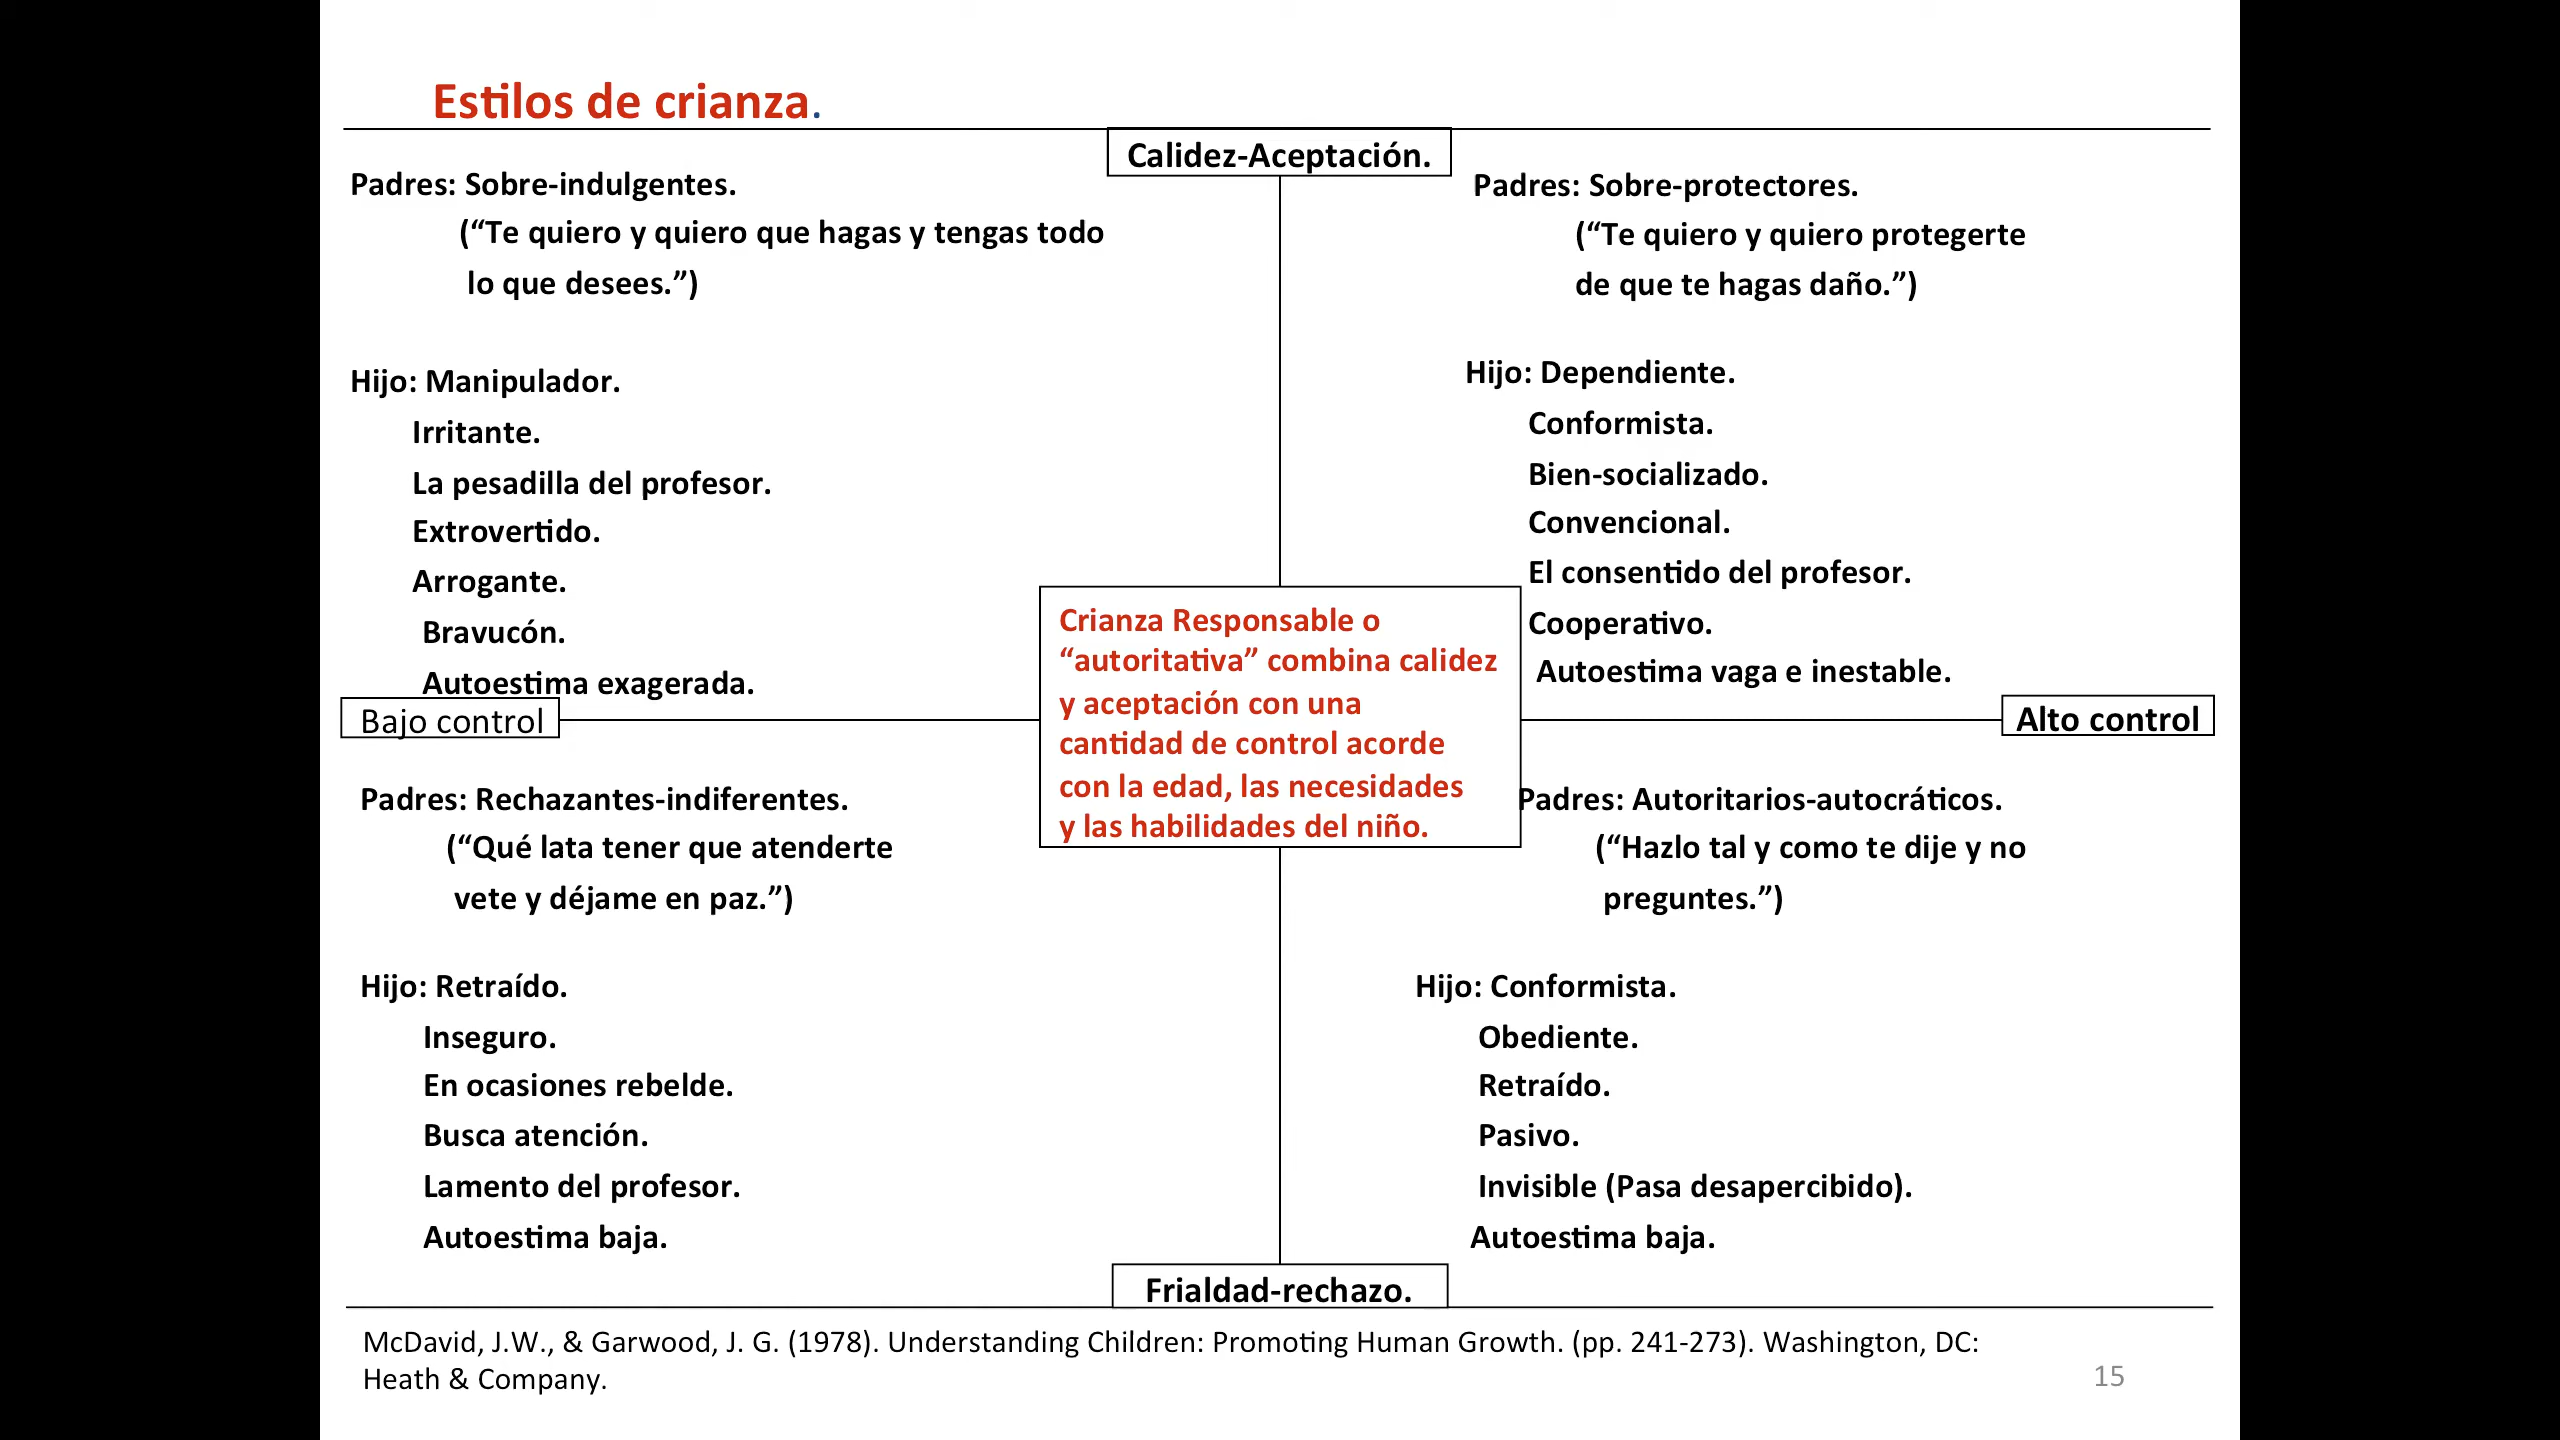 Estilos de crianza.
Calidez-Aceptación.
Padres: Sobre-indulgentes.
(“Te quiero y quiero que hagas y tengas todo
lo que desees.”)
Hijo: Manipulador.
Irritante.
La pesadilla del profesor.
Extrovertido.
Arrogante.
Bravucón.
Autoestima exagerada.
Padres: Sobre-protectores.
(“Te quiero y quiero protegerte
de que te hagas daño.”)
Hijo: Dependiente.
Conformista.
Bien-socializado.
Convencional.
El consentido del profesor.
Cooperativo.
Autoestima vaga e inestable.
Bajo control
Crianza Responsable o
“autoritativa” combina calidez
y aceptación con una
cantidad de control acorde
con la edad, las necesidades
y las habilidades del niño.
Alto control
Padres: Rechazantes-indiferentes.
(“Qué lata tener que atenderte
vete y déjame en paz.”)
Hijo: Retraído.
Inseguro.
En ocasiones rebelde.
Busca atención.
Lamento del profesor.
Autoestima baja.
Padres: Autoritarios-autocráticos.
(“Hazlo tal y como te dije y no
preguntes.”)
Hijo: Conformista.
Obediente.
Retraído.
Pasivo.
Invisible (Pasa desapercibido).
Autoestima baja.
Frialdad-rechazo.
McDavid, J.W., & Garwood, J. G. (1978). Understanding Children: Promoting Human Growth. (pp. 241-273). Washington, DC:
Heath & Company.
15